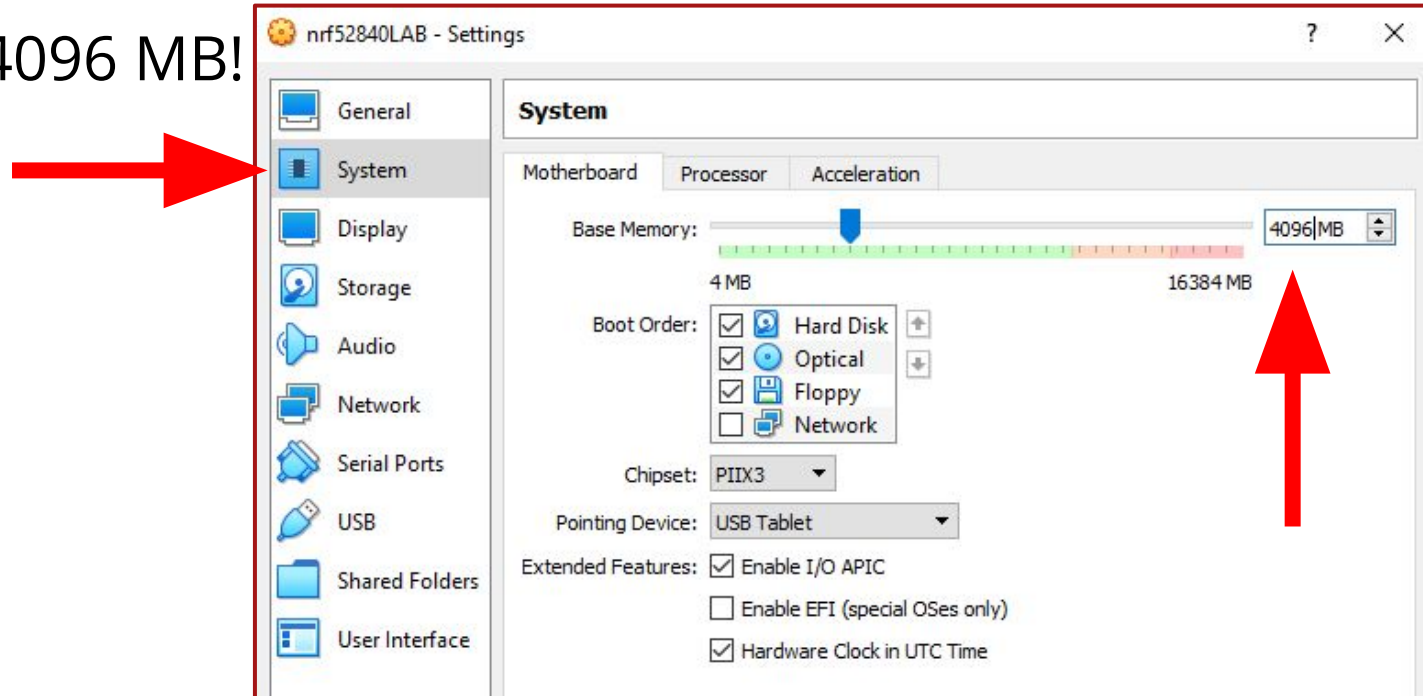 4096 MB!
nrf52840LAB - Settings ? ×
General
System
Display
Storage
Audio
Network
Serial Ports
USB
Shared Folders
User Interface
System
Motherboard Processor Acceleration
Base Memory: 4096 MB
4 MB 16384 MB
Boot Order: Hard Disk
Optical
Floppy
Network
Chipset: PIIX3
Pointing Device: USB Tablet
Extended Features: Enable I/O APIC
Enable EFI (special OSes only)
Hardware Clock in UTC Time